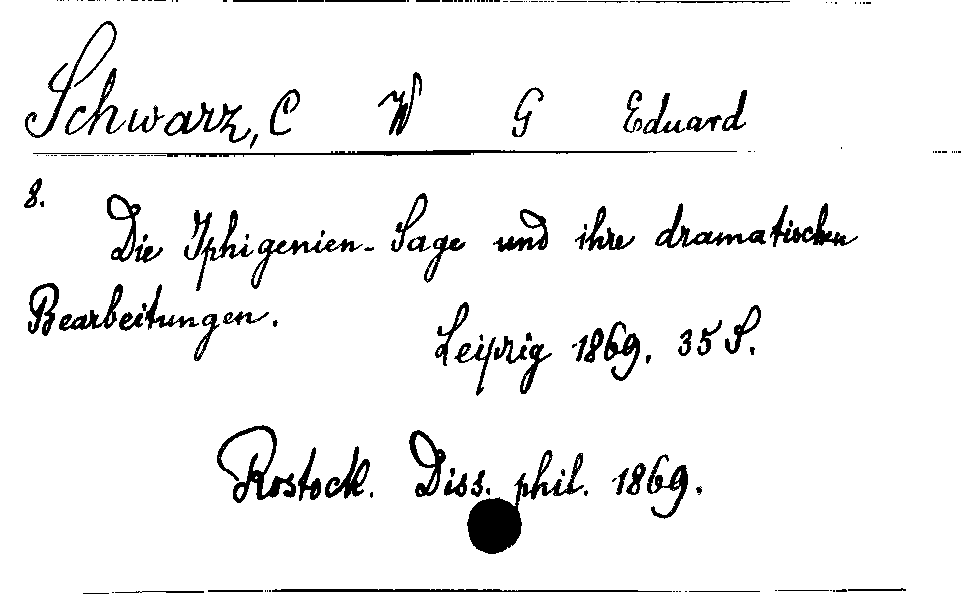 Schwarz, C W G Eduard
8.
Die Iphigenien-Sage und ihre dramatischen
Bearbeitungen.
Leipzig 1869. 35 S.
Rostock. Diss. phil. 1869.